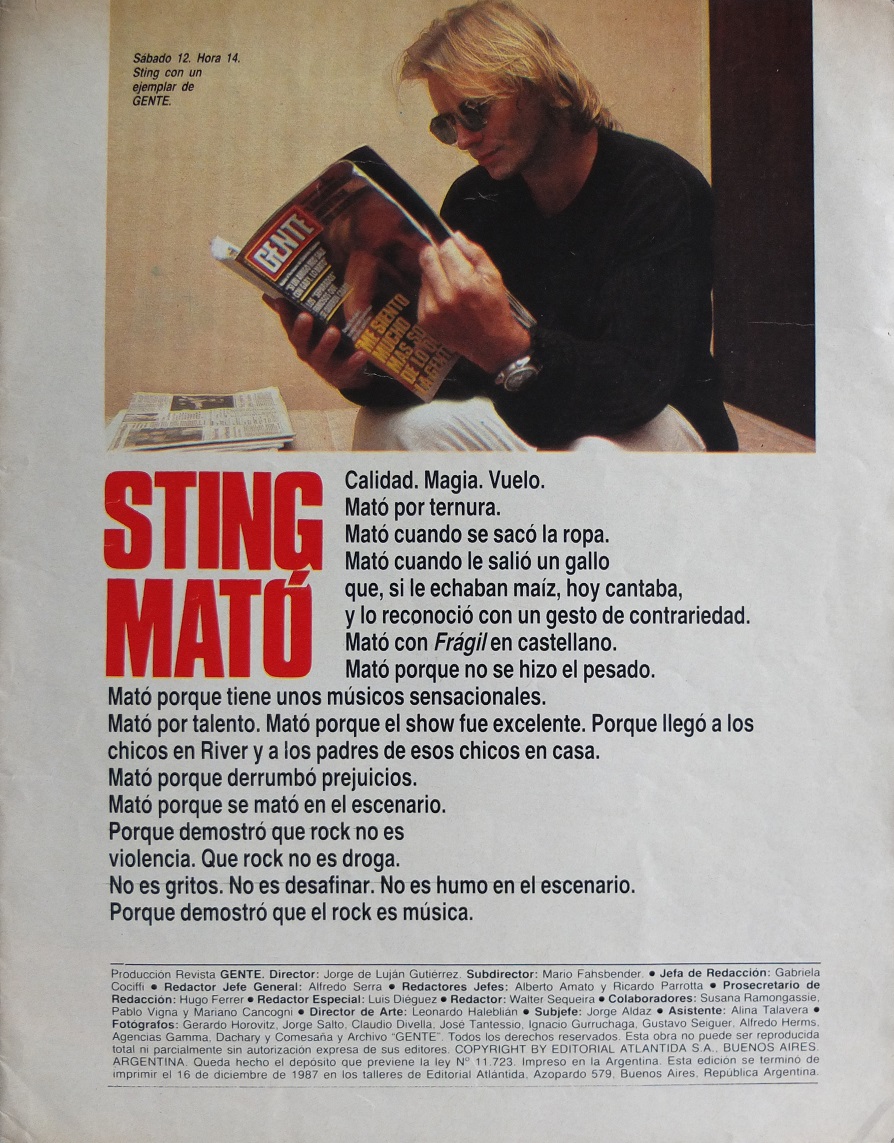 Sábado 12. Hora 14.
Sting con un
ejemplar de
GENTE.
GENTE
ME SIENTO
MUCHO
MAS SO
DE LO QUE
LA GENTE
STING
MATÓ
Calidad. Magia. Vuelo.
Mató por ternura.
Mató cuando se sacó la ropa.
Mató cuando le salió un gallo
que, si le echaban maíz, hoy cantaba,
y lo reconoció con un gesto de contrariedad.
Mató con Frágil en castellano.
Mató porque no se hizo el pesado.
Mató porque tiene unos músicos sensacionales.
Mató por talento. Mató porque el show fue excelente. Porque llegó a los
chicos en River y a los padres de esos chicos en casa.
Mató porque derrumbó prejuicios.
Mató porque se mató en el escenario.
Porque demostró que rock no es
violencia. Que rock no es droga.
No es gritos. No es desafinar. No es humo en el escenario.
Porque demostró que el rock es música.
Producción Revista GENTE. Director: Jorge de Luján Gutiérrez. Subdirector: Mario Fahsbender. ● Jefa de Redacción: Gabriela
Cociffi ● Redactor Jefe General: Alfredo Serra ● Redactores Jefes: Alberto Amato y Ricardo Parrotta ● Prosecretario de
Redacción: Hugo Ferrer ● Redactor Especial: Luis Diéguez ● Redactor: Walter Sequeira ● Colaboradores: Susana Ramongassie,
Pablo Vigna y Mariano Cancogni ● Director de Arte: Leonardo Haleblián ● Subjefe: Jorge Aldaz ● Asistente: Alina Talavera ●
Fotógrafos: Gerardo Horovitz, Jorge Salto, Claudio Divella, José Tantessio, Ignacio Gurruchaga, Gustavo Seiguer, Alfredo Herms,
Agencias Gamma, Dachary y Comesaña y Archivo "GENTE". Todos los derechos reservados. Esta obra no puede ser reproducida
total ni parcialmente sin autorización expresa de sus editores. COPYRIGHT BY EDITORIAL ATLANTIDA S.A., BUENOS AIRES,
ARGENTINA. Queda hecho el depósito que previene la ley Nº 11.723. Impreso en la Argentina. Esta edición se terminó de
imprimir el 16 de diciembre de 1987 en los talleres de Editorial Atlántida, Azopardo 579, Buenos Aires, República Argentina.